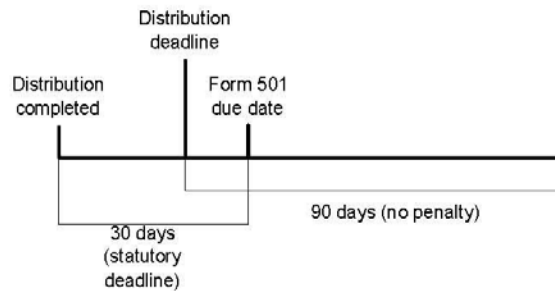 Distribution
deadline
Distribution
completed
Form 501
due date
90 days (no penalty)
30 days
(statutory
deadline)